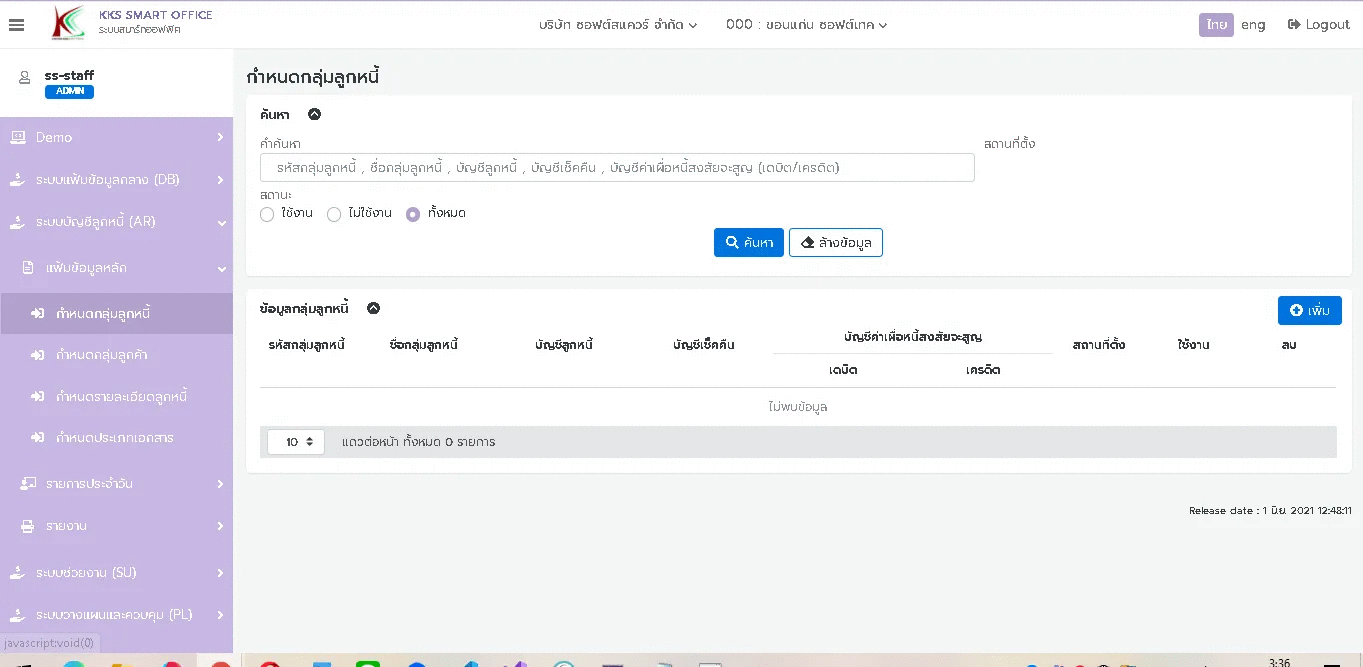 KKS SMART OFFICE
ระบบสมาร์ทออฟฟิศ
บริษัท ซอฟต์สแควร์ จำกัด
000 : ขอนแก่น ซอฟต์เทค
ไทย eng Logout
ss-staff
ADMIN
Demo
ระบบแฟ้มข้อมูลกลาง (DB)
ระบบบัญชีลูกหนี้ (AR)
แฟ้มข้อมูลหลัก
กำหนดกลุ่มลูกหนี้
กำหนดกลุ่มลูกค้า
กำหนดรายละเอียดลูกหนี้
กำหนดประเภทเอกสาร
รายการประจำวัน
รายงาน
ระบบช่วยงาน (SU)
ระบบวางแผนและควบคุม (PL)
javascript:void(0)
กำหนดกลุ่มลูกหนี้
ค้นหา
คำค้นหา
สถานที่ตั้ง
รหัสกลุ่มลูกหนี้ , ชื่อกลุ่มลูกหนี้ , บัญชีลูกหนี้ , บัญชีเช็คคืน , บัญชีค่าเผื่อหนี้สงสัยจะสูญ (เดบิต/เครดิต)
สถานะ
ใช้งาน ไม่ใช้งาน ทั้งหมด
ค้นหา ล้างข้อมูล
ข้อมูลกลุ่มลูกหนี้
เพิ่ม
รหัสกลุ่มลูกหนี้ ชื่อกลุ่มลูกหนี้ บัญชีลูกหนี้ บัญชีเช็คคืน บัญชีค่าเผื่อหนี้สงสัยจะสูญ สถานที่ตั้ง ใช้งาน ลบ
เดบิต เครดิต
ไม่พบข้อมูล
10 แถวต่อหน้า ทั้งหมด 0 รายการ
Release date : 1 มิ.ย. 2021 12:48:11
3:36